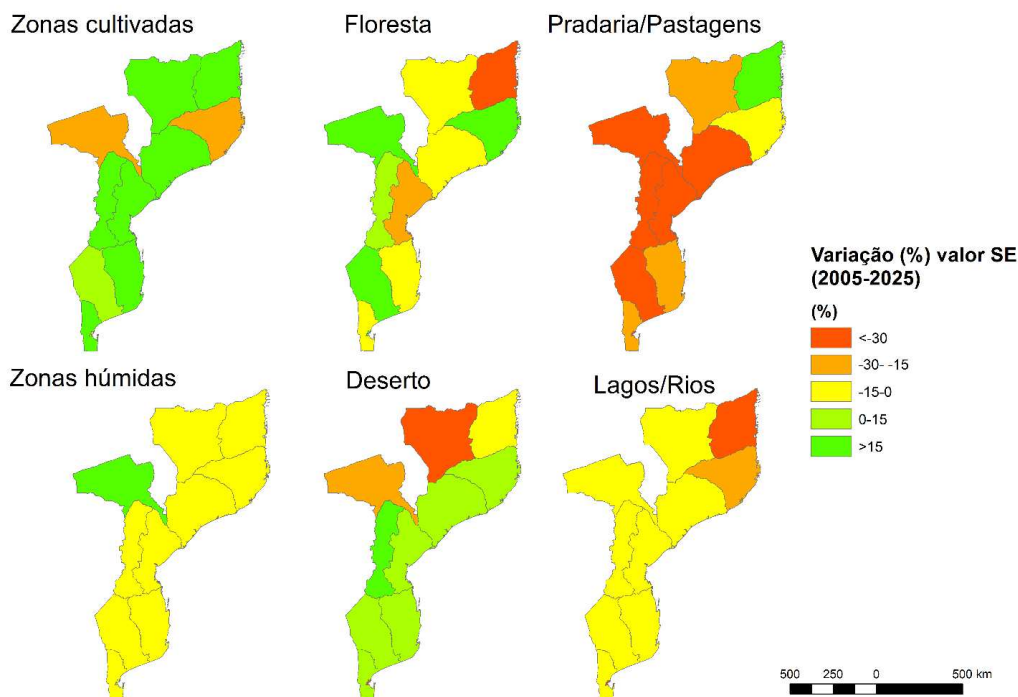 Zonas cultivadas
Floresta
Pradaria/Pastagens
Variação (%) valor SE
(2005-2025)
(%)
<-30
-30- -15
-15-0
0-15
>15
Zonas húmidas
Deserto
Lagos/Rios
500 250 0 500 km